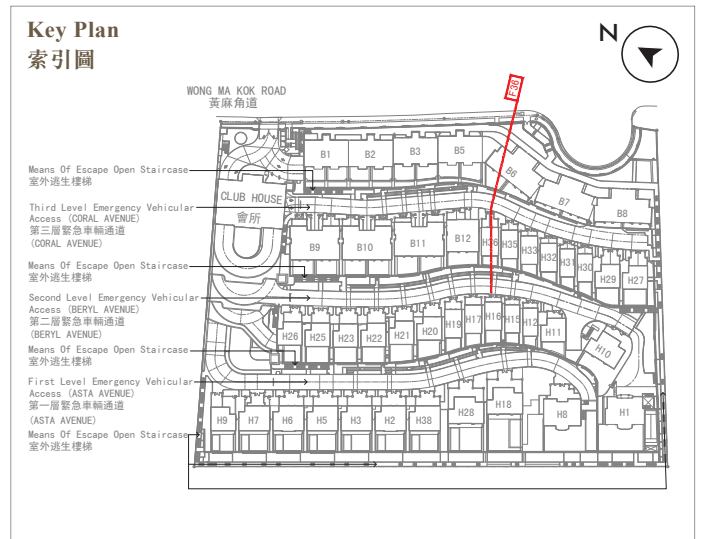 Key Plan
索引圖
N
F36
WONG MA KOK ROAD
黃麻角道
B1
B2
B3
B5
B6
B7
B8
Means Of Escape Open Staircase
室外逃生樓梯
CLUB HOUSE
會所
Third Level Emergency Vehicular
Access (CORAL AVENUE)
第三層緊急車輛通道
(CORAL AVENUE)
B9
B10
B11
B12
H36
H35
H33
H32
H31
H30
H29
H27
Means Of Escape Open Staircase
室外逃生樓梯
Second Level Emergency Vehicular
Access (BERYL AVENUE)
第二層緊急車輛通道
(BERYL AVENUE)
H26
H25
H23
H22
H21
H20
H19
H17
H16
H15
H12
H11
H10
Means Of Escape Open Staircase
室外逃生樓梯
First Level Emergency Vehicular
Access (ASTA AVENUE)
第一層緊急車輛通道
(ASTA AVENUE)
H9
H7
H6
H5
H3
H2
H38
H28
H18
H8
H1
Means Of Escape Open Staircase
室外逃生樓梯